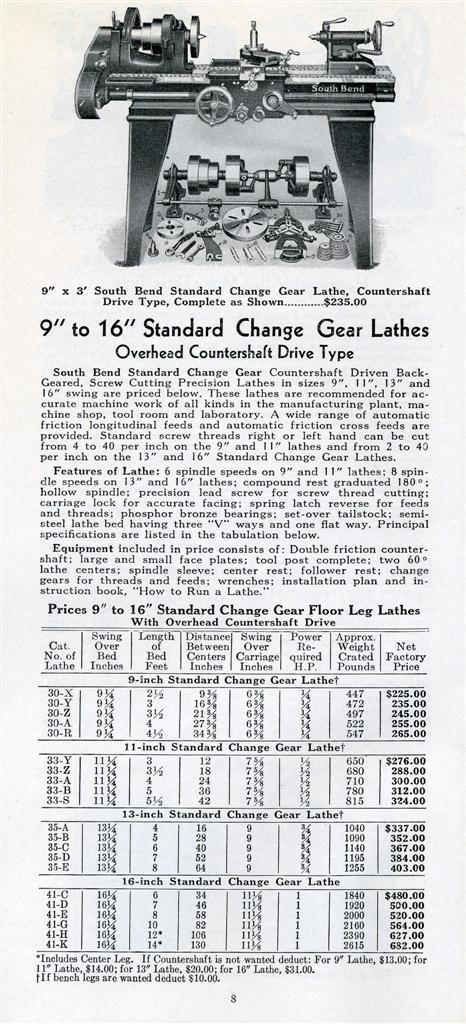 South Bend
9" x 3' South Bend Standard Change Gear Lathe, Countershaft
Drive Type, Complete as Shown............$235.00
9" to 16" Standard Change Gear Lathes
Overhead Countershaft Drive Type
South Bend Standard Change Gear Countershaft Driven Back-
Geared, Screw Cutting Precision Lathes in sizes 9", 11", 13" and
16" swing are priced below. These lathes are recommended for ac-
curate machine work of all kinds in the manufacturing plant, ma-
chine shop, tool room and laboratory. A wide range of automatic
friction longitudinal feeds and automatic friction cross feeds are
provided. Standard screw threads right or left hand can be cut
from 4 to 40 per inch on the 9" and 11" lathes and from 2 to 40
per inch on the 13" and 16" Standard Change Gear Lathes.
Features of Lathe: 6 spindle speeds on 9" and 11" lathes; 8 spin-
dle speeds on 13" and 16" lathes; compound rest graduated 180°;
hollow spindle; precision lead screw for screw thread cutting;
carriage lock for accurate facing; spring latch reverse for feeds
and threads; phosphor bronze bearings; set-over tailstock; semi-
steel lathe bed having three "V" ways and one flat way. Principal
specifications are listed in the tabulation below.
Equipment included in price consists of: Double friction counter-
shaft; large and small face plates; tool post complete; two 60°
lathe centers; spindle sleeve; center rest; follower rest; change
gears for threads and feeds; wrenches; installation plan and in-
struction book, "How to Run a Lathe."
Prices 9" to 16" Standard Change Gear Floor Leg Lathes
With Overhead Countershaft Drive
Cat. No. of Lathe | Swing Over Bed Inches | Length of Bed Feet | Distance Between Centers Inches | Swing Over Carriage Inches | Power Re- quired H.P. | Approx. Weight Crated Pounds | Net Factory Price
9-inch Standard Change Gear Lathe†
30-X 9¼ 2½ 9⅜ 6⅜ ¼ 447 $225.00
30-Y 9¼ 3 16⅜ 6⅜ ¼ 472 235.00
30-Z 9¼ 3½ 21⅜ 6⅜ ¼ 497 245.00
30-A 9¼ 4 27⅜ 6⅜ ¼ 522 255.00
30-R 9¼ 4½ 34⅜ 6⅜ ¼ 547 265.00
11-inch Standard Change Gear Lathe†
33-Y 11¼ 3 12 7⅝ ½ 650 $276.00
33-Z 11¼ 3½ 18 7⅝ ½ 680 288.00
33-A 11¼ 4 24 7⅝ ½ 710 300.00
33-B 11¼ 5 36 7⅝ ½ 780 312.00
33-S 11¼ 5½ 42 7⅝ ½ 815 324.00
13-inch Standard Change Gear Lathe†
35-A 13¼ 4 16 9 ¾ 1040 $337.00
35-B 13¼ 5 28 9 ¾ 1090 352.00
35-C 13¼ 6 40 9 ¾ 1140 367.00
35-D 13¼ 7 52 9 ¾ 1195 384.00
35-E 13¼ 8 64 9 ¾ 1255 403.00
16-inch Standard Change Gear Lathe
41-C 16¼ 6 34 11⅛ 1 1840 $480.00
41-D 16¼ 7 46 11⅛ 1 1920 500.00
41-E 16¼ 8 58 11⅛ 1 2000 520.00
41-G 16¼ 10 82 11⅛ 1 2160 564.00
41-H 16¼ 12* 106 11⅛ 1 2390 627.00
41-K 16¼ 14* 130 11⅛ 1 2615 682.00
*Includes Center Leg. If Countershaft is not wanted deduct: For 9" Lathe, $13.00; for
11" Lathe, $14.00; for 13" Lathe, $20.00; for 16" Lathe, $31.00.
†If bench legs are wanted deduct $10.00.
8